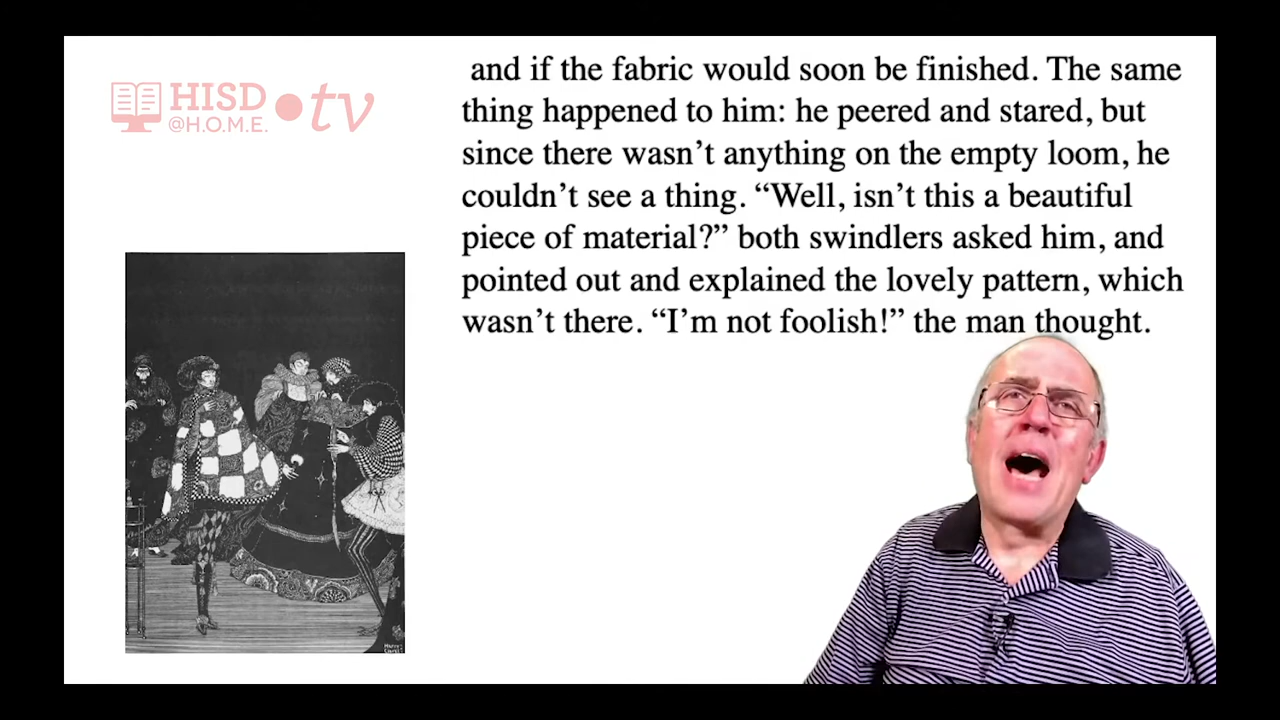 HISD
@H.O.M.E.
tv
and if the fabric would soon be finished. The same
thing happened to him: he peered and stared, but
since there wasn’t anything on the empty loom, he
couldn’t see a thing. “Well, isn’t this a beautiful
piece of material?” both swindlers asked him, and
pointed out and explained the lovely pattern, which
wasn’t there. “I’m not foolish!” the man thought.